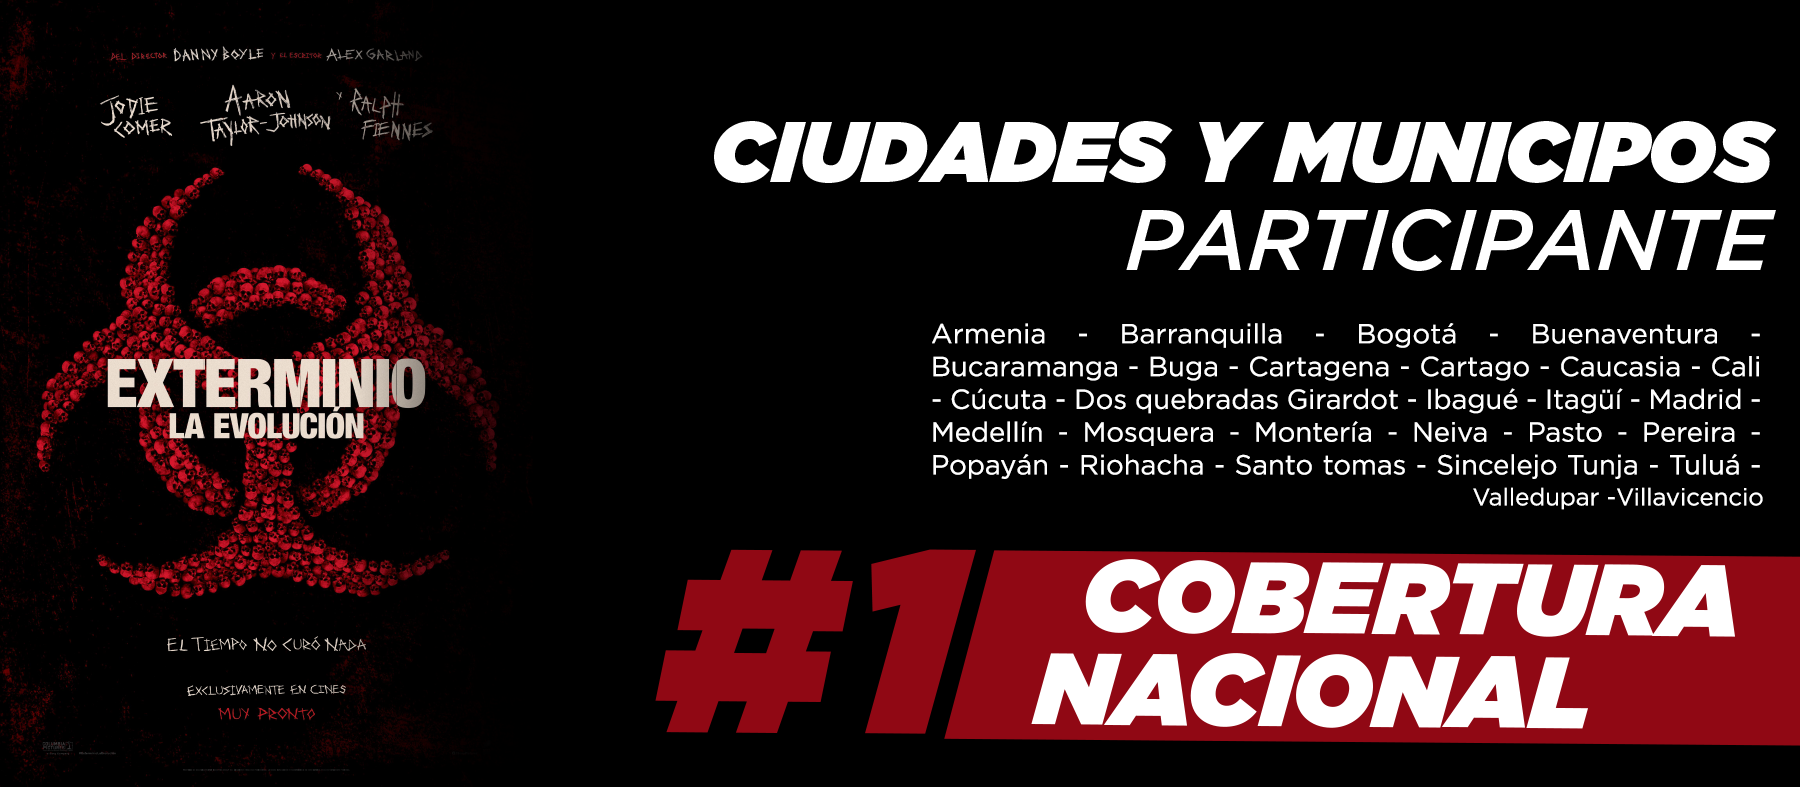 DEL DIRECTOR DANNY BOYLE Y EL ESCRITOR ALEX GARLAND
JODIE COMER
AARON TAYLOR-JOHNSON
Y RALPH FIENNES
EXTERMINIO
LA EVOLUCIÓN
EL TIEMPO NO CURÓ NADA
EXCLUSIVAMENTE EN CINES
MUY PRONTO
CIUDADES Y MUNICIPOS
PARTICIPANTE
Armenia - Barranquilla - Bogotá - Buenaventura -
Bucaramanga - Buga - Cartagena - Cartago - Caucasia - Cali
- Cúcuta - Dos quebradas Girardot - Ibagué - Itagüí - Madrid -
Medellín - Mosquera - Montería - Neiva - Pasto - Pereira -
Popayán - Riohacha - Santo tomas - Sincelejo Tunja - Tuluá -
Valledupar -Villavicencio
#1 COBERTURA
NACIONAL